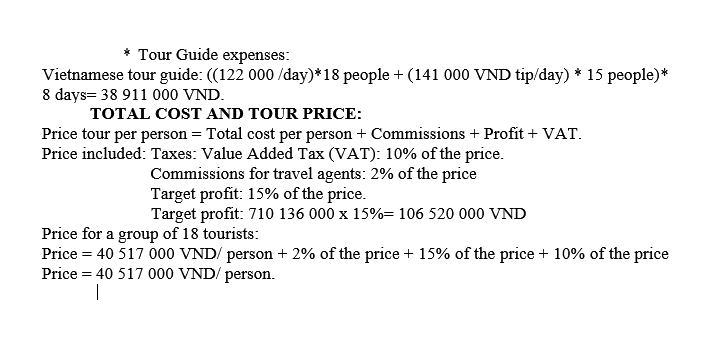 * Tour Guide expenses:
Vietnamese tour guide: ((122 000 /day)*18 people + (141 000 VND tip/day) * 15 people)*
8 days= 38 911 000 VND.
TOTAL COST AND TOUR PRICE:
Price tour per person = Total cost per person + Commissions + Profit + VAT.
Price included: Taxes: Value Added Tax (VAT): 10% of the price.
Commissions for travel agents: 2% of the price
Target profit: 15% of the price.
Target profit: 710 136 000 x 15%= 106 520 000 VND
Price for a group of 18 tourists:
Price = 40 517 000 VND/ person + 2% of the price + 15% of the price + 10% of the price
Price = 40 517 000 VND/ person.